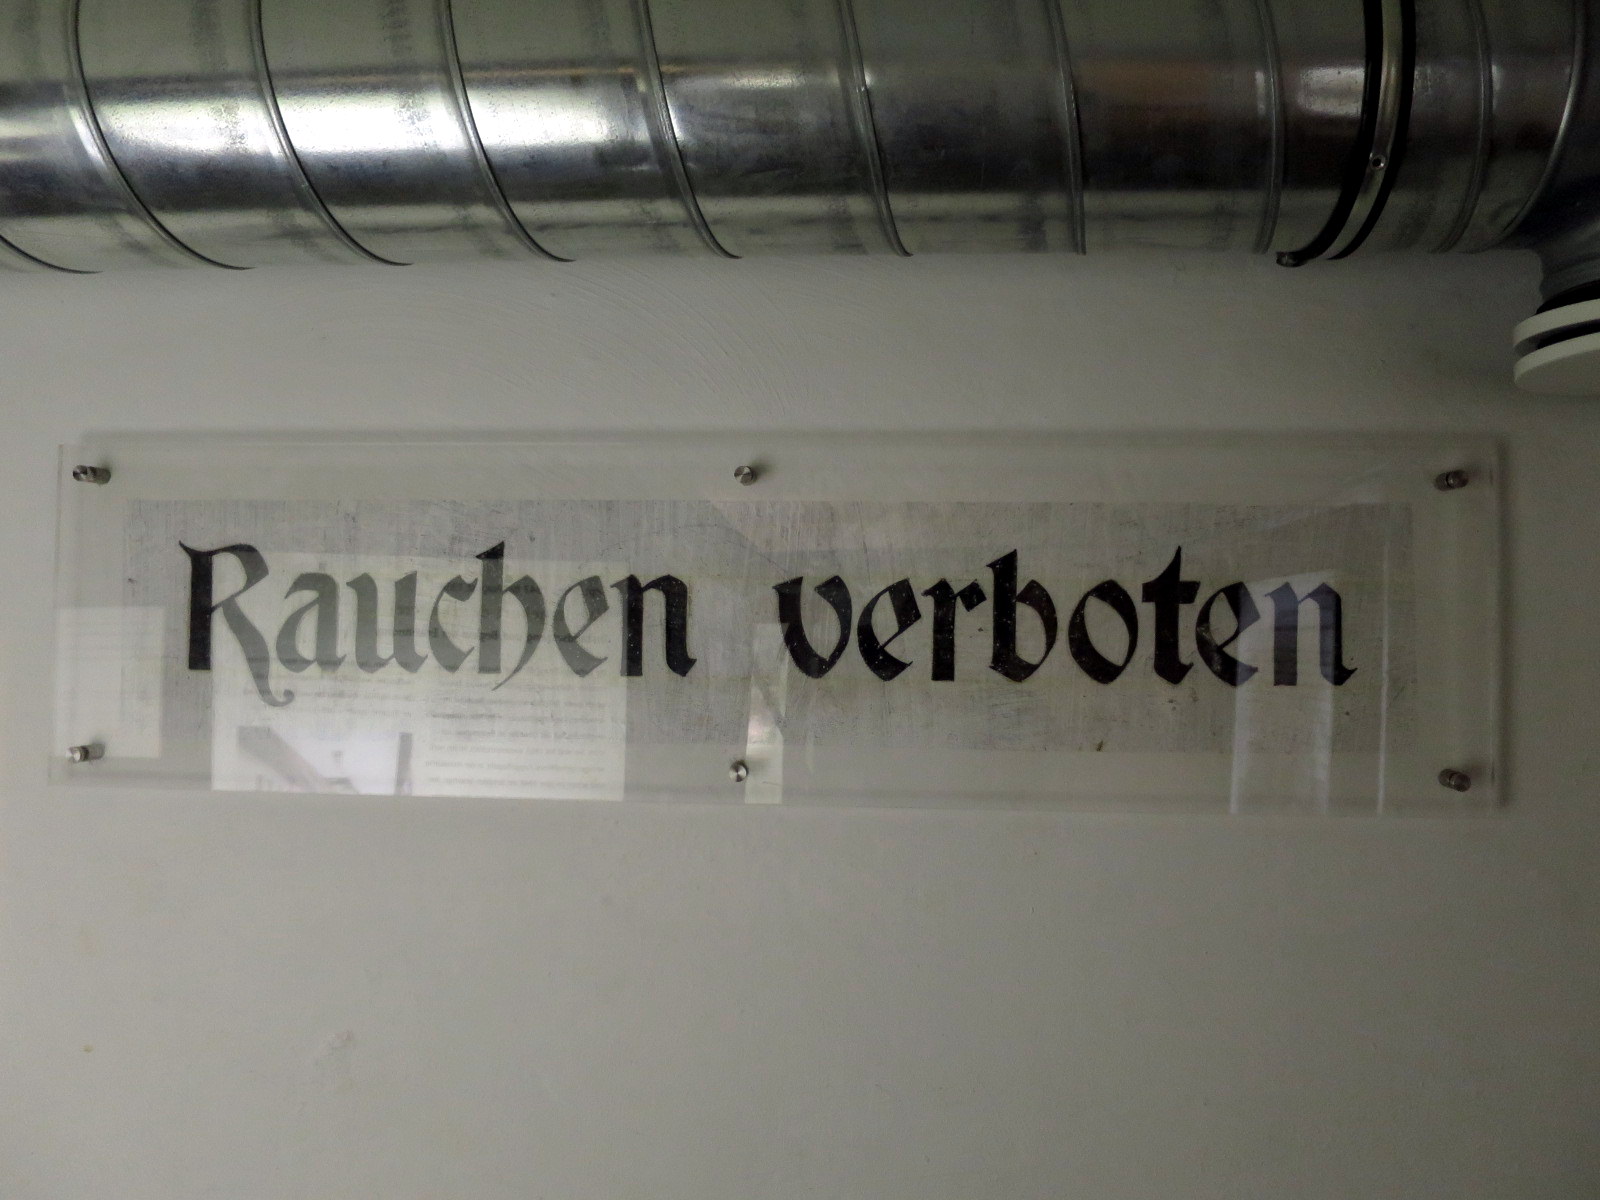 Rauchen verboten